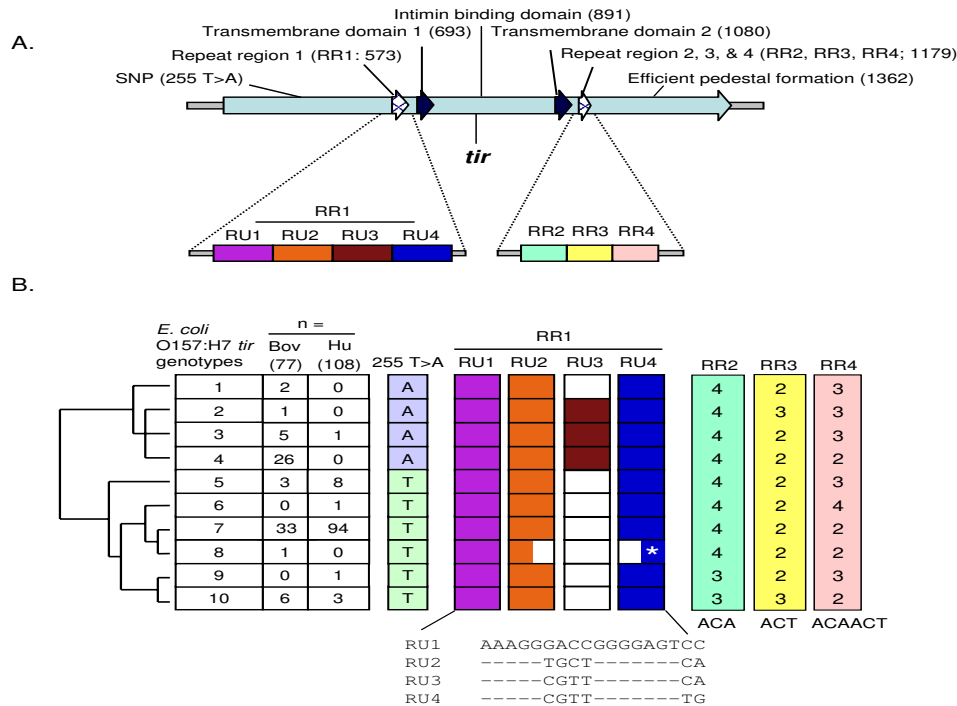 A.
Intimin binding domain (891)
Transmembrane domain 1 (693)
Transmembrane domain 2 (1080)
Repeat region 1 (RR1: 573)
Repeat region 2, 3, & 4 (RR2, RR3, RR4; 1179)
SNP (255 T>A)
Efficient pedestal formation (1362)
tir
RR1
RU1 RU2 RU3 RU4
RR2 RR3 RR4
B.
E. coli O157:H7 tir genotypes
n =
Bov (77)
Hu (108)
255 T>A
RR1
RU1 RU2 RU3 RU4
RR2 RR3 RR4
1 2 0 A 4 2 3
2 1 0 A 4 3 3
3 5 1 A 4 2 3
4 26 0 A 4 2 2
5 3 8 T 4 2 3
6 0 1 T 4 2 4
7 33 94 T 4 2 2
8 1 0 T * 4 2 2
9 0 1 T 3 2 3
10 6 3 T 3 3 2
ACA ACT ACAACT
RU1 AAAGGGACCGGGGAGTCC
RU2 -----TGCT-------CA
RU3 -----CGTT-------CA
RU4 -----CGTT-------TG